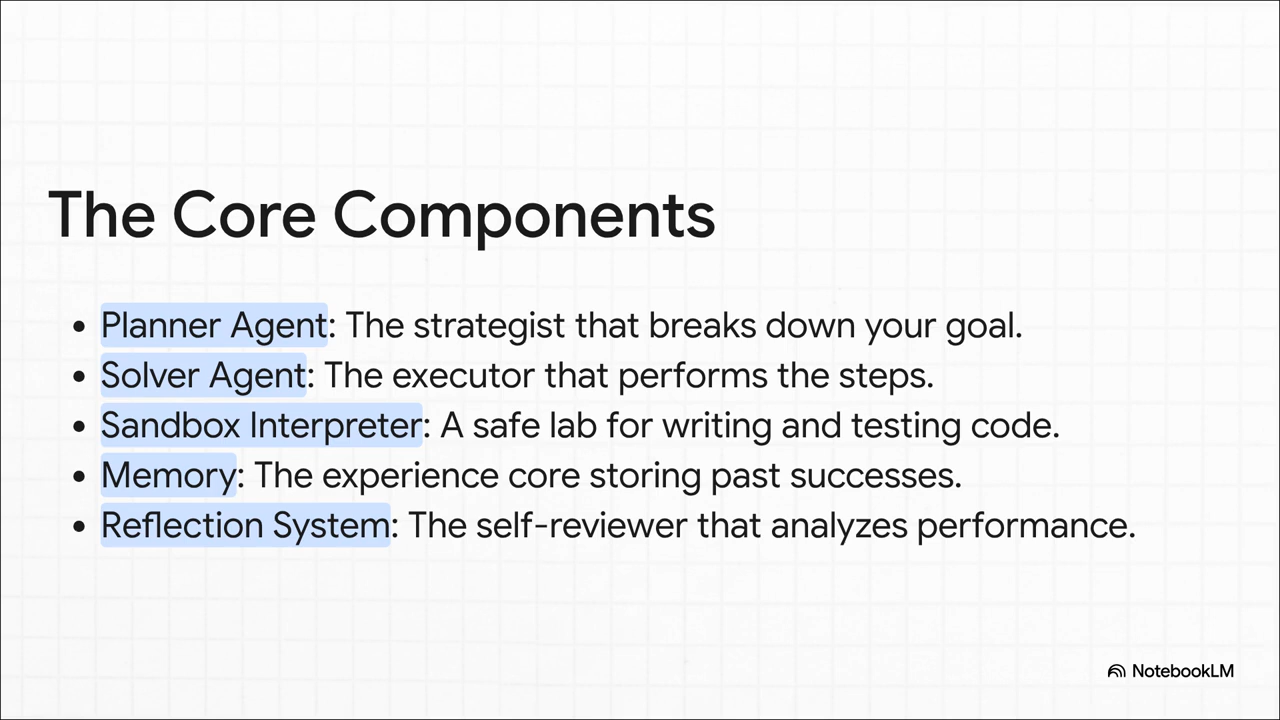 The Core Components
• Planner Agent: The strategist that breaks down your goal.
• Solver Agent: The executor that performs the steps.
• Sandbox Interpreter: A safe lab for writing and testing code.
• Memory: The experience core storing past successes.
• Reflection System: The self-reviewer that analyzes performance.
NotebookLM